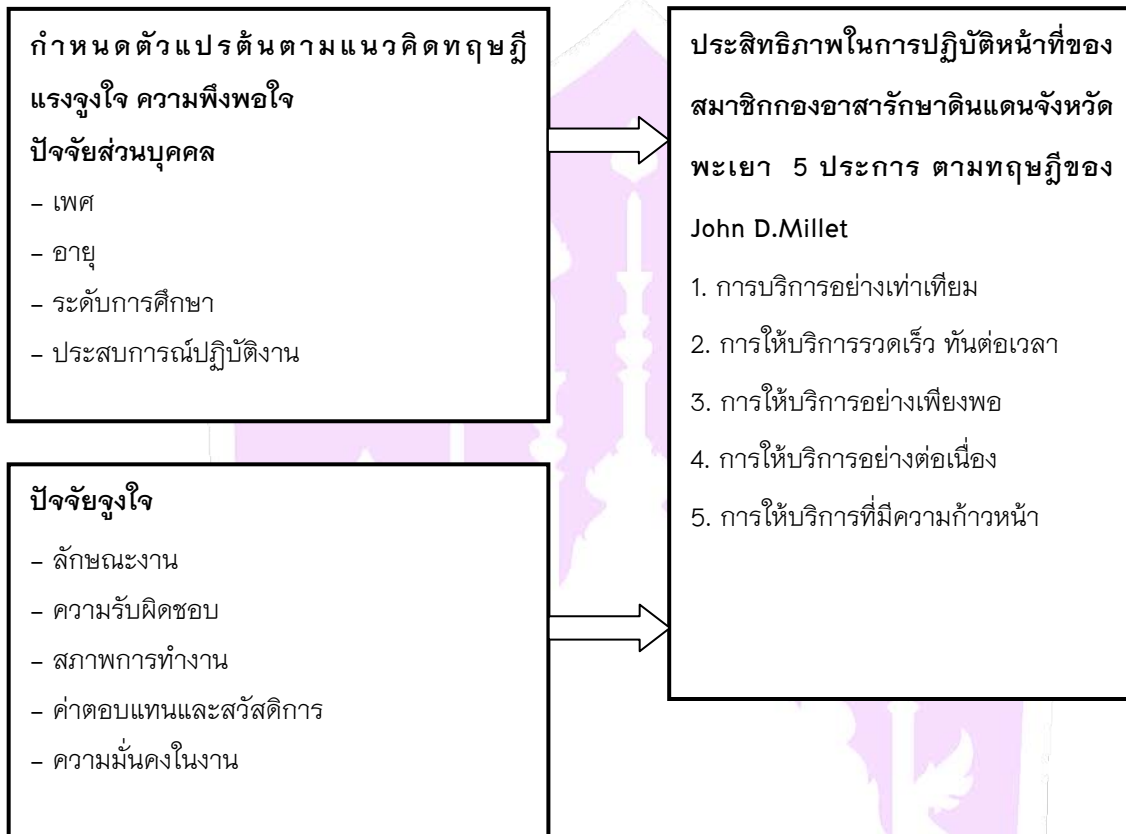 กำหนดตัวแปรต้นตามแนวคิดทฤษฎี
แรงจูงใจ ความพึงพอใจ
ปัจจัยส่วนบุคคล
- เพศ
- อายุ
- ระดับการศึกษา
- ประสบการณ์ปฏิบัติงาน
ปัจจัยจูงใจ
- ลักษณะงาน
- ความรับผิดชอบ
- สภาพการทำงาน
- ค่าตอบแทนและสวัสดิการ
- ความมั่นคงในงาน
ประสิทธิภาพในการปฏิบัติหน้าที่ของ
สมาชิกกองอาสารักษาดินแดนจังหวัด
พะเยา 5 ประการ ตามทฤษฎีของ
John D.Millet
1. การบริการอย่างเท่าเทียม
2. การให้บริการรวดเร็ว ทันต่อเวลา
3. การให้บริการอย่างเพียงพอ
4. การให้บริการอย่างต่อเนื่อง
5. การให้บริการที่มีความก้าวหน้า